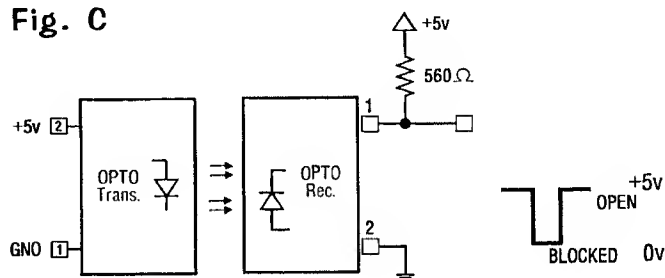 Fig. C
+5v
560Ω
+5v 2
1
OPTO
Trans.
OPTO
Rec.
2
GNO 1
+5v
OPEN
BLOCKED 0v